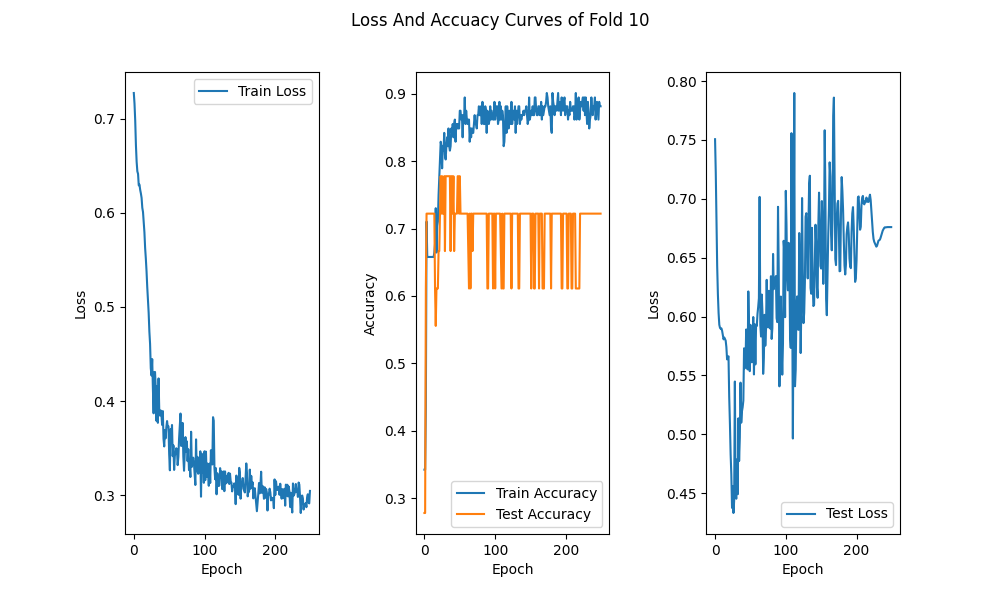 Loss And Accuacy Curves of Fold 10
Train Loss
0.7
0.6
0.5
0.4
0.3
Loss
0
100
200
Epoch
0.9
0.8
0.7
0.6
0.5
0.4
0.3
Accuracy
Train Accuracy
Test Accuracy
0
100
200
Epoch
0.80
0.75
0.70
0.65
0.60
0.55
0.50
0.45
Loss
Test Loss
0
100
200
Epoch